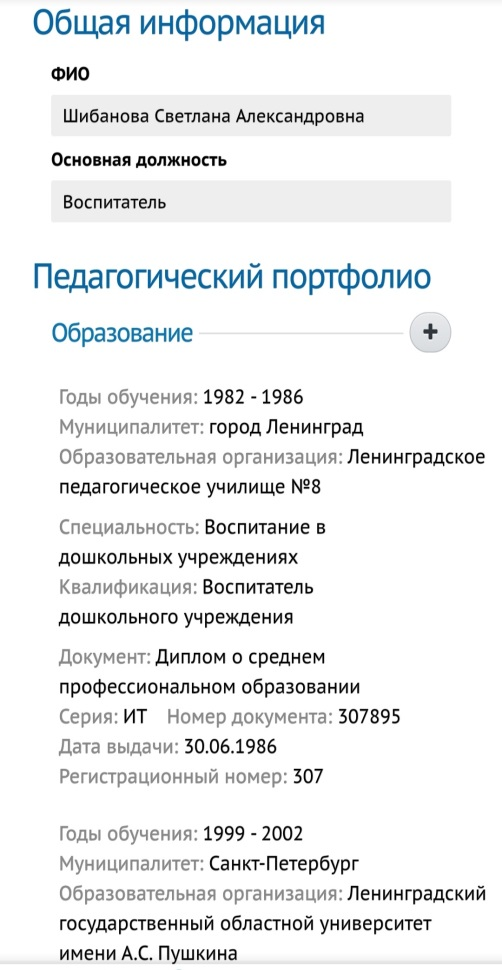 Общая информация
ФИО
Шибанова Светлана Александровна
Основная должность
Воспитатель
Педагогический портфолио
Образование
+
Годы обучения: 1982 - 1986
Муниципалитет: город Ленинград
Образовательная организация: Ленинградское
педагогическое училище №8
Специальность: Воспитание в
дошкольных учреждениях
Квалификация: Воспитатель
дошкольного учреждения
Документ: Диплом о среднем
профессиональном образовании
Серия: ИТ Номер документа: 307895
Дата выдачи: 30.06.1986
Регистрационный номер: 307
Годы обучения: 1999 - 2002
Муниципалитет: Санкт-Петербург
Образовательная организация: Ленинградский
государственный областной университет
имени А.С. Пушкина